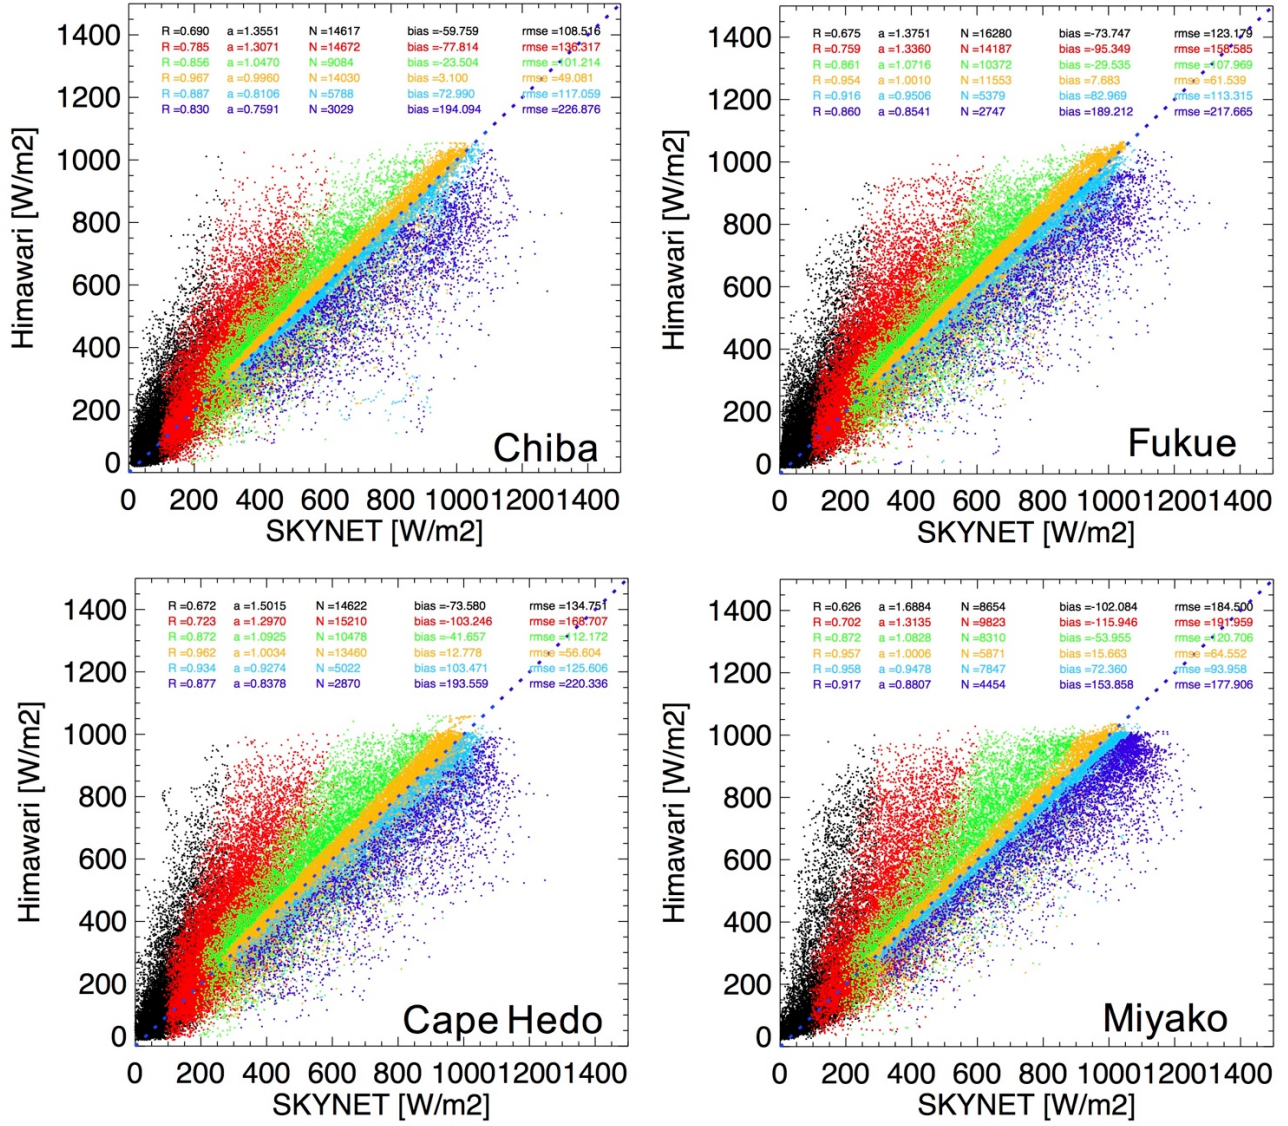 R =0.690 a =1.3551 N =14617 bias =-59.759 rmse =108.516
R =0.785 a =1.3071 N =14672 bias =-77.814 rmse =136.317
R =0.856 a =1.0470 N =9084 bias =-23.504 rmse =101.214
R =0.967 a =0.9960 N =14030 bias =3.100 rmse =49.081
R =0.887 a =0.8106 N =5788 bias =72.990 rmse =117.059
R =0.830 a =0.7591 N =3029 bias =194.094 rmse =226.876
1400
1200
1000
800
600
400
200
0
Himawari [W/m2]
Chiba
0 200 400 600 800 1000 1200 1400
SKYNET [W/m2]
R =0.675 a =1.3751 N =16280 bias =-73.747 rmse =123.179
R =0.759 a =1.3360 N =14187 bias =-95.349 rmse =158.585
R =0.861 a =1.0716 N =10372 bias =-29.535 rmse =107.969
R =0.954 a =1.0010 N =11553 bias =7.683 rmse =61.539
R =0.916 a =0.9506 N =5379 bias =82.969 rmse =113.315
R =0.860 a =0.8541 N =2747 bias =189.212 rmse =217.665
1400
1200
1000
800
600
400
200
0
Himawari [W/m2]
Fukue
0 200 400 600 800 1000 1200 1400
SKYNET [W/m2]
R =0.672 a =1.5015 N =14622 bias =-73.580 rmse =134.751
R =0.723 a =1.2970 N =15210 bias =-103.246 rmse =168.707
R =0.872 a =1.0925 N =10478 bias =-41.657 rmse =112.172
R =0.962 a =1.0034 N =13460 bias =12.778 rmse =56.604
R =0.934 a =0.9274 N =5022 bias =103.471 rmse =125.606
R =0.877 a =0.8378 N =2870 bias =193.559 rmse =220.336
1400
1200
1000
800
600
400
200
0
Himawari [W/m2]
Cape Hedo
0 200 400 600 800 1000 1200 1400
SKYNET [W/m2]
R =0.626 a =1.6884 N =8654 bias =-102.084 rmse =184.500
R =0.702 a =1.3135 N =9823 bias =-115.946 rmse =191.959
R =0.872 a =1.0828 N =8310 bias =-53.955 rmse =120.706
R =0.957 a =1.0006 N =5871 bias =15.663 rmse =64.552
R =0.958 a =0.9478 N =7847 bias =72.360 rmse =93.958
R =0.917 a =0.8807 N =4454 bias =153.858 rmse =177.906
1400
1200
1000
800
600
400
200
0
Himawari [W/m2]
Miyako
0 200 400 600 800 1000 1200 1400
SKYNET [W/m2]